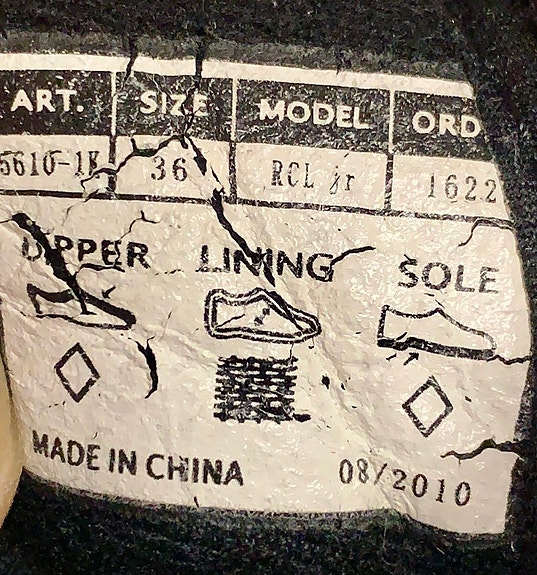 ART. SIZE MODEL ORD
5610-1K 36 RCL jr 1622
UPPER LINING SOLE
MADE IN CHINA 08/2010